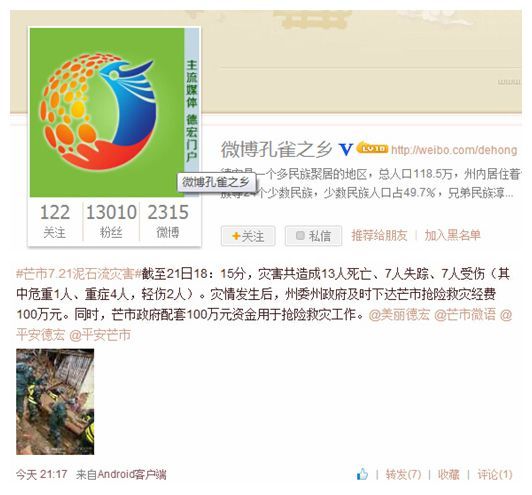 主流媒体 德宏门户
微博孔雀之乡 V LV10 http://weibo.com/dehong
微博孔雀之乡
德宏是一个多民族聚居的地区，总人口118.5万，州内居住着
族等24个少数民族，少数民族人口占49.7%，兄弟民族淳...
122 13010 2315
关注 粉丝 微博
+关注 私信 推荐给朋友 | 加入黑名单
#芒市7.21泥石流灾害#截至21日18：15分，灾害共造成13人死亡、7人失踪、7人受伤（其
中危重1人、重症4人，轻伤2人）。灾情发生后，州委州政府及时下达芒市抢险救灾经费
100万元。同时，芒市政府配套100万元资金用于抢险救灾工作。@美丽德宏 @芒市微语 @
平安德宏 @平安芒市
今天 21:17 来自Android客户端
转发(7) | 收藏 | 评论(1)